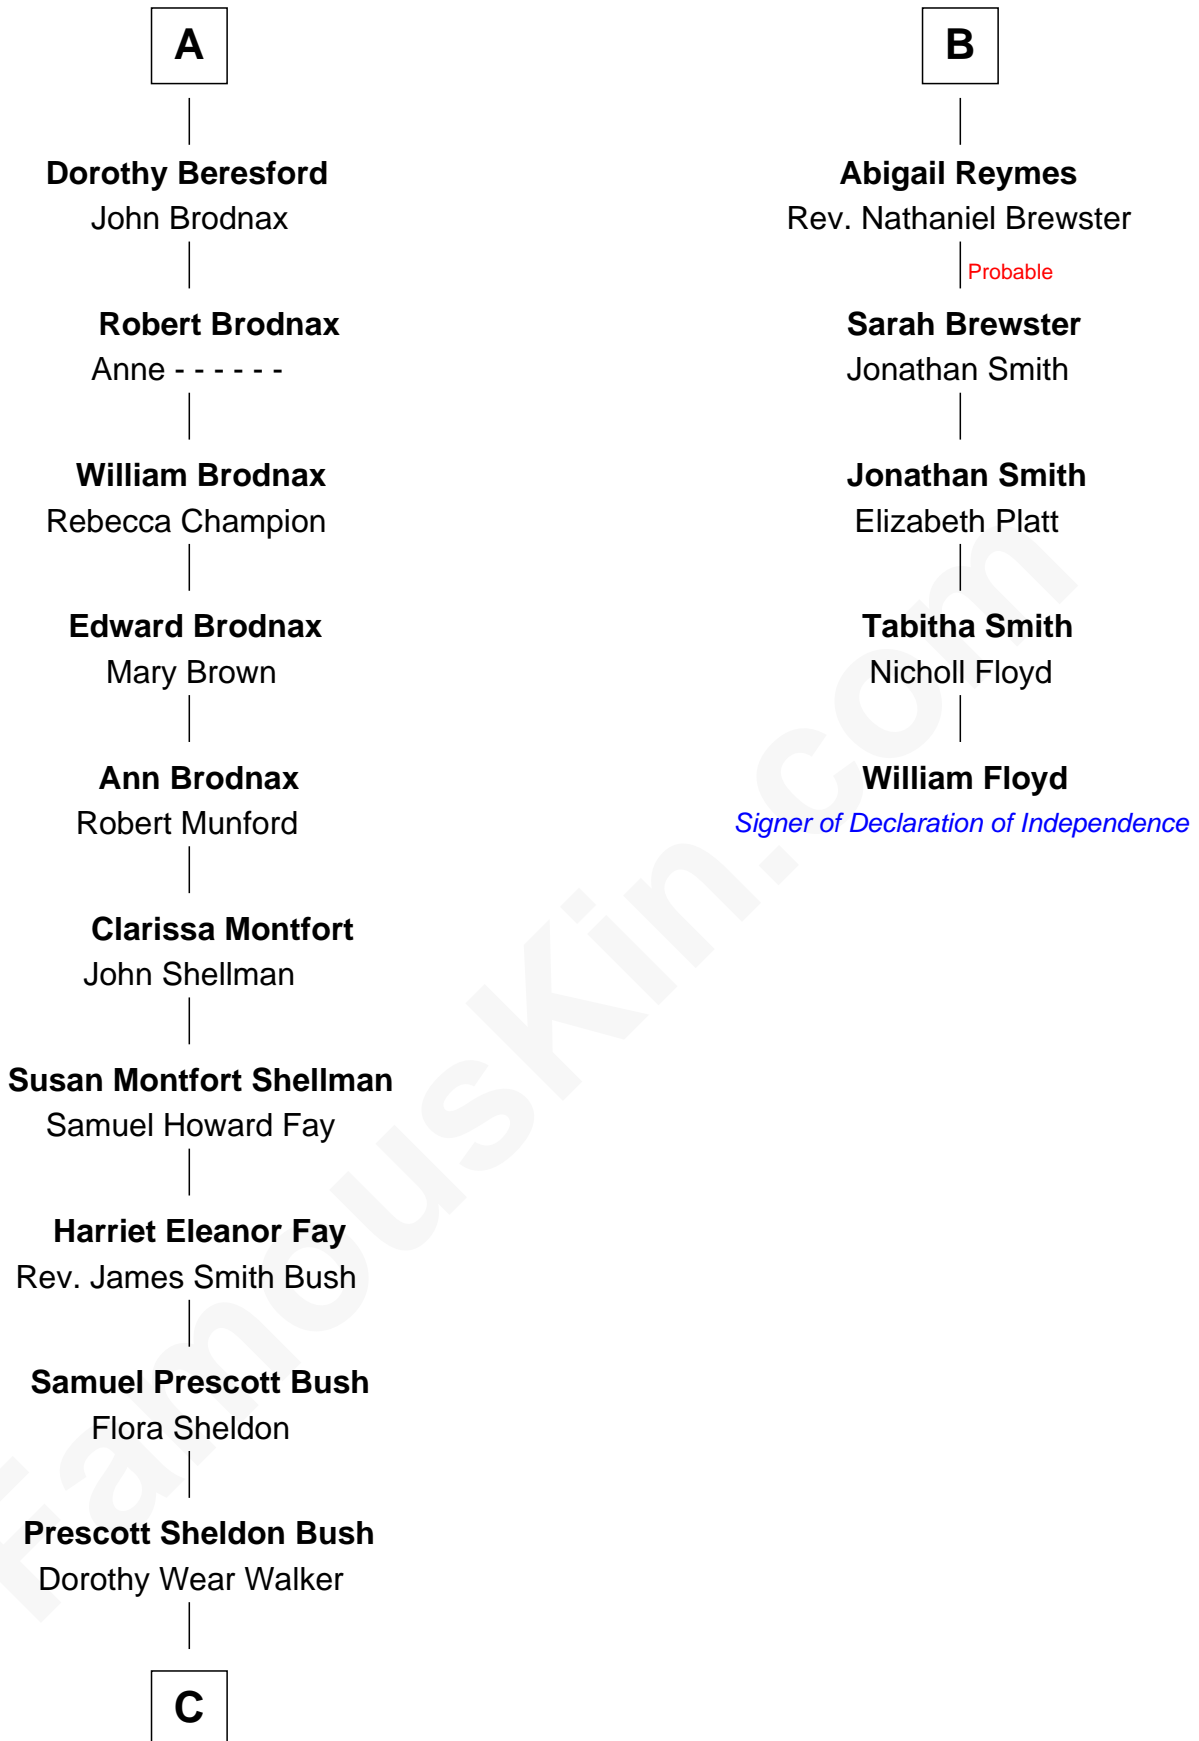 A
Dorothy Beresford
John Brodnax
Robert Brodnax
Anne - - - - - -
William Brodnax
Rebecca Champion
Edward Brodnax
Mary Brown
Ann Brodnax
Robert Munford
Clarissa Montfort
John Shellman
Susan Montfort Shellman
Samuel Howard Fay
Harriet Eleanor Fay
Rev. James Smith Bush
Samuel Prescott Bush
Flora Sheldon
Prescott Sheldon Bush
Dorothy Wear Walker
C
B
Abigail Reymes
Rev. Nathaniel Brewster
Probable
Sarah Brewster
Jonathan Smith
Jonathan Smith
Elizabeth Platt
Tabitha Smith
Nicholl Floyd
William Floyd
Signer of Declaration of Independence
FamousKin.com